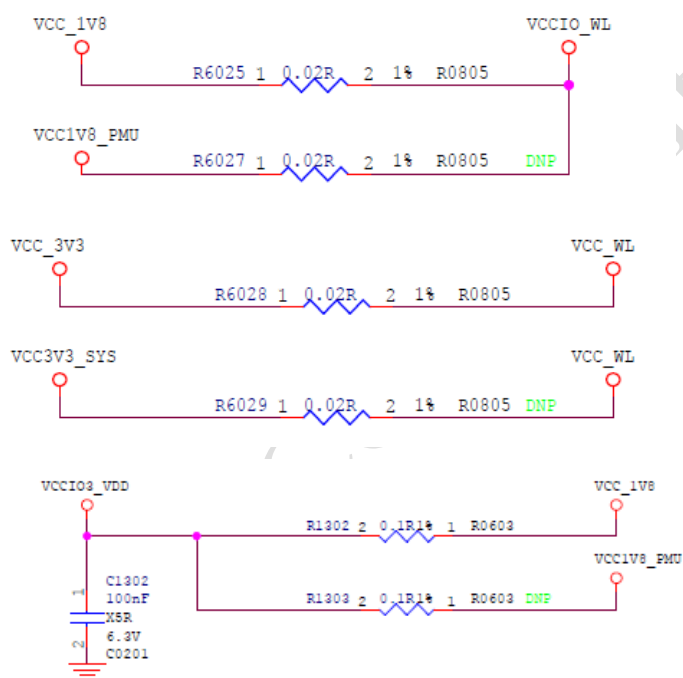 VCC_1V8 VCCIO_WL
R6025 1 0.02R 2 1% R0805
VCC1V8_PMU
R6027 1 0.02R 2 1% R0805 DNP
VCC_3V3 VCC_WL
R6028 1 0.02R 2 1% R0805
VCC3V3_SYS VCC_WL
R6029 1 0.02R 2 1% R0805 DNP
VCCIO3_VDD VCC_1V8
R1302 2 0.1R1% 1 R0603
VCC1V8_PMU
R1303 2 0.1R1% 1 R0603 DNP
1 C1302
100nF
X5R
6.3V
2 C0201